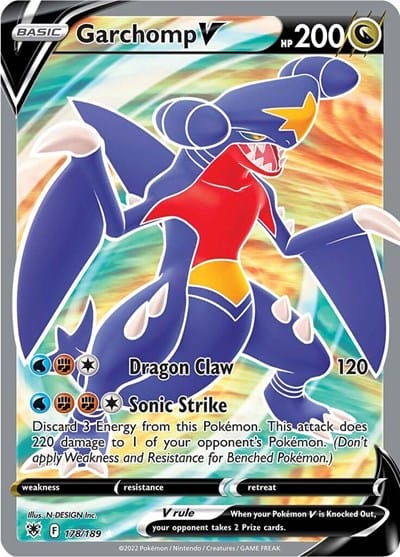 BASIC Garchomp V HP 200
Dragon Claw 120
Sonic Strike
Discard 3 Energy from this Pokémon. This attack does
220 damage to 1 of your opponent's Pokémon. (Don't
apply Weakness and Resistance for Benched Pokémon.)
weakness resistance retreat
Illus. N-DESIGN Inc.
F 178/189
V rule
When your Pokémon V is Knocked Out,
your opponent takes 2 Prize cards.
©2022 Pokémon / Nintendo / Creatures / GAME FREAK